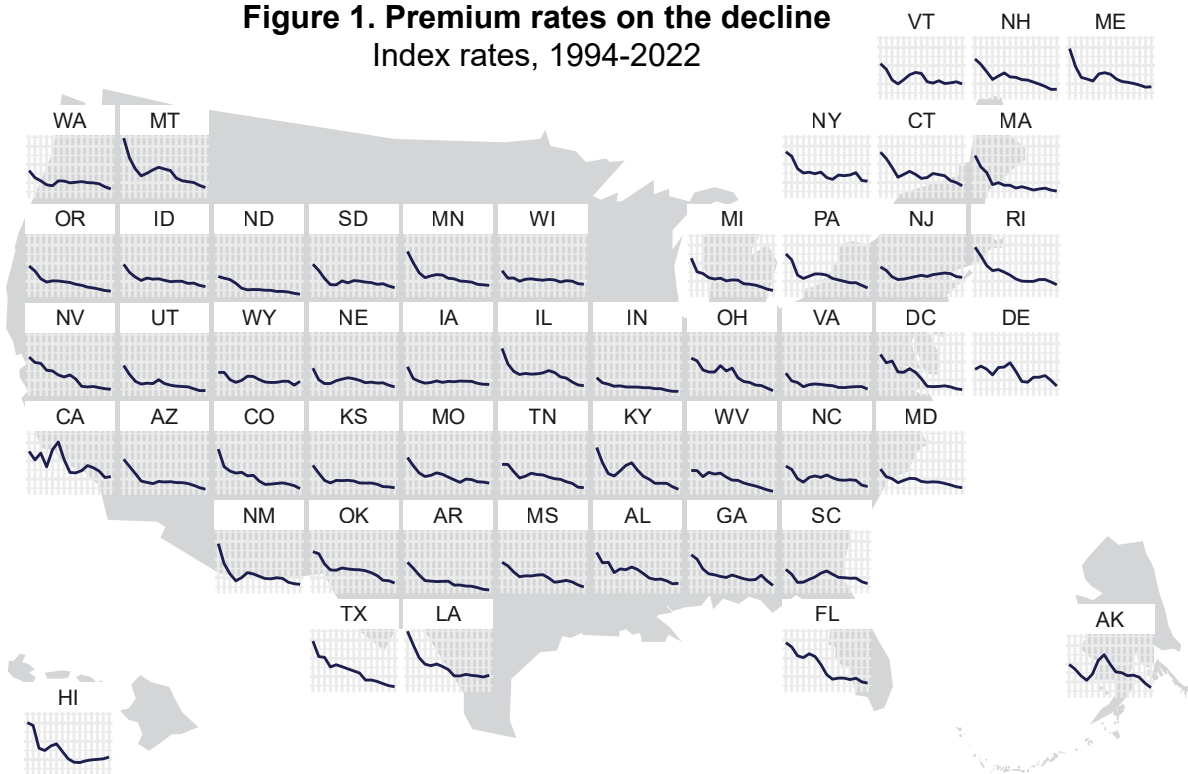 Figure 1. Premium rates on the decline
Index rates, 1994-2022
VT NH ME
WA MT NY CT MA
OR ID ND SD MN WI MI PA NJ RI
NV UT WY NE IA IL IN OH VA DC DE
CA AZ CO KS MO TN KY WV NC MD
NM OK AR MS AL GA SC
TX LA FL AK
HI